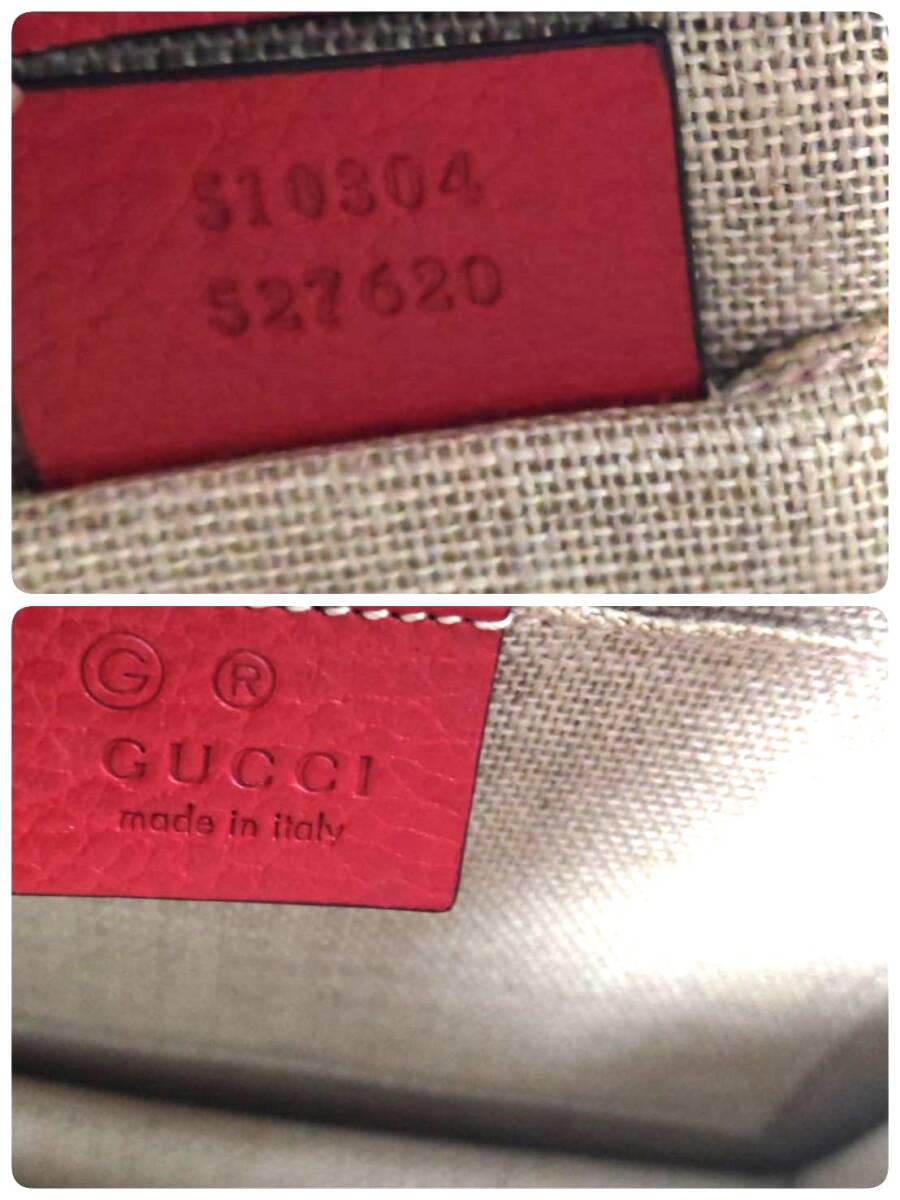 510304
527620
G ®
GUCCI
made in italy